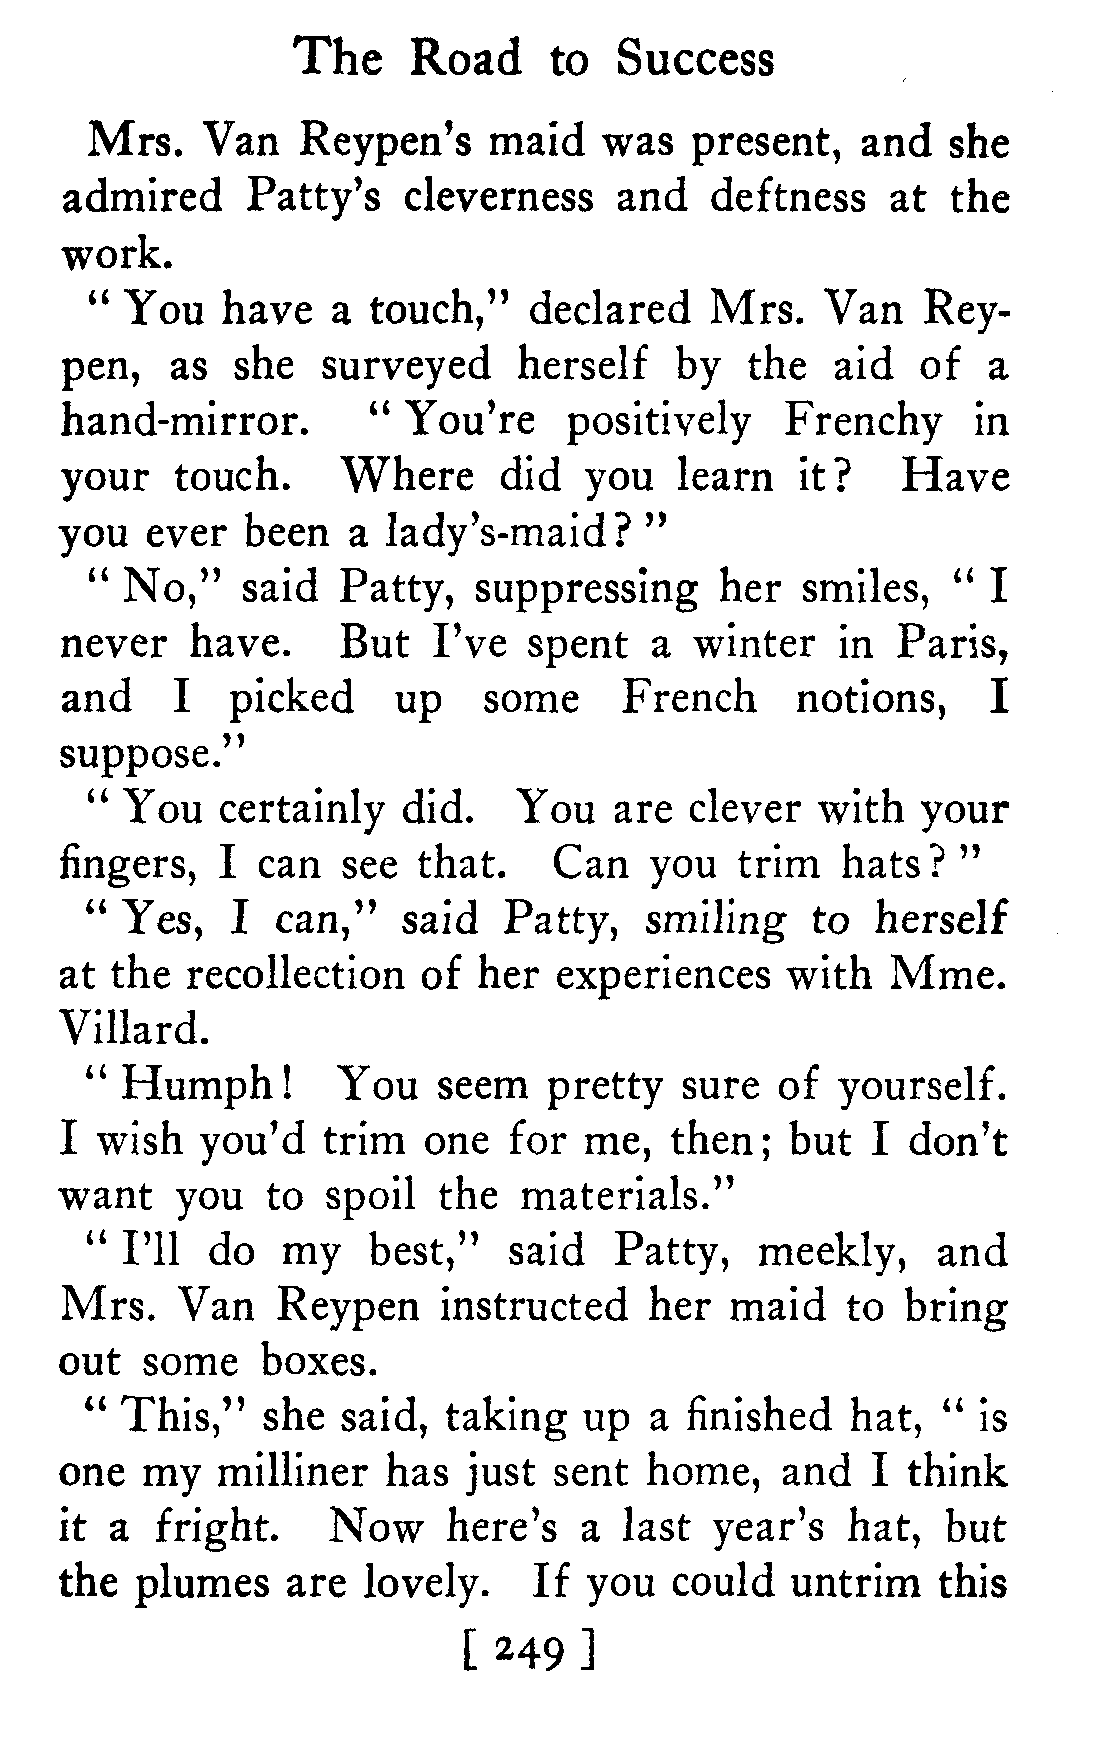 The Road to Success
Mrs. Van Reypen's maid was present, and she
admired Patty's cleverness and deftness at the
work.
" You have a touch," declared Mrs. Van Rey-
pen, as she surveyed herself by the aid of a
hand-mirror. " You're positively Frenchy in
your touch. Where did you learn it? Have
you ever been a lady's-maid? "
" No," said Patty, suppressing her smiles, " I
never have. But I've spent a winter in Paris,
and I picked up some French notions, I
suppose."
" You certainly did. You are clever with your
fingers, I can see that. Can you trim hats? "
" Yes, I can," said Patty, smiling to herself
at the recollection of her experiences with Mme.
Villard.
" Humph! You seem pretty sure of yourself.
I wish you'd trim one for me, then; but I don't
want you to spoil the materials."
" I'll do my best," said Patty, meekly, and
Mrs. Van Reypen instructed her maid to bring
out some boxes.
" This," she said, taking up a finished hat, " is
one my milliner has just sent home, and I think
it a fright. Now here's a last year's hat, but
the plumes are lovely. If you could untrim this
[ 249 ]